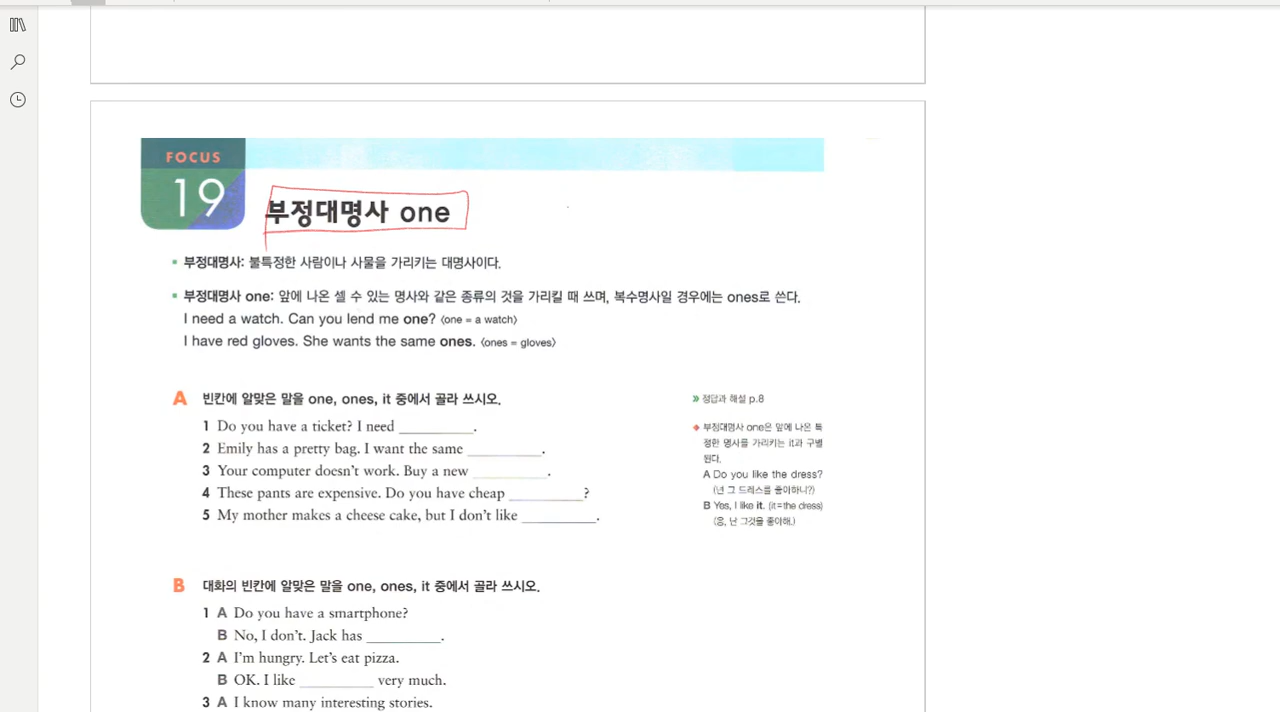 FOCUS
19
부정대명사 one
부정대명사: 불특정한 사람이나 사물을 가리키는 대명사이다.
부정대명사 one: 앞에 나온 셀 수 있는 명사와 같은 종류의 것을 가리킬 때 쓰며, 복수명사일 경우에는 ones로 쓴다.
I need a watch. Can you lend me one? 〈one = a watch〉
I have red gloves. She wants the same ones. 〈ones = gloves〉
A 빈칸에 알맞은 말을 one, ones, it 중에서 골라 쓰시오.
1 Do you have a ticket? I need __________.
2 Emily has a pretty bag. I want the same __________.
3 Your computer doesn't work. Buy a new __________.
4 These pants are expensive. Do you have cheap __________?
5 My mother makes a cheese cake, but I don't like __________.
» 정답과 해설 p.8
부정대명사 one은 앞에 나온 특
정한 명사를 가리키는 it과 구별
된다.
A Do you like the dress?
(넌 그 드레스를 좋아하니?)
B Yes, I like it. (it=the dress)
(응, 난 그것을 좋아해.)
B 대화의 빈칸에 알맞은 말을 one, ones, it 중에서 골라 쓰시오.
1 A Do you have a smartphone?
B No, I don't. Jack has __________.
2 A I'm hungry. Let's eat pizza.
B OK. I like __________ very much.
3 A I know many interesting stories.